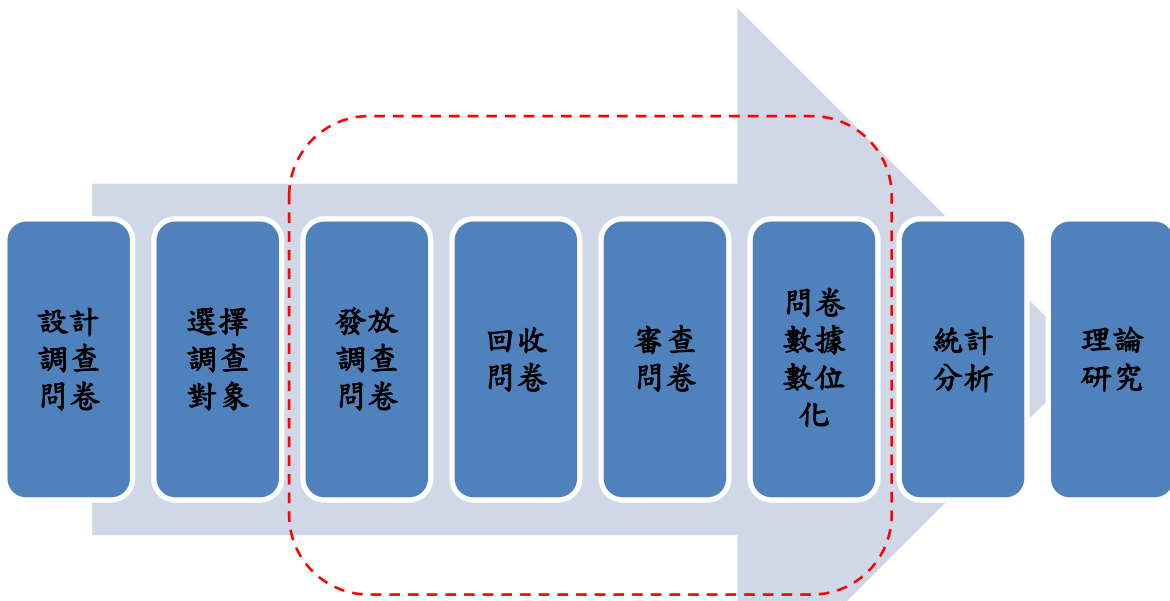 設計
調查
問卷
選擇
調查
對象
發放
調查
問卷
回收
問卷
審查
問卷
問卷
數據
數位
化
統計
分析
理論
研究